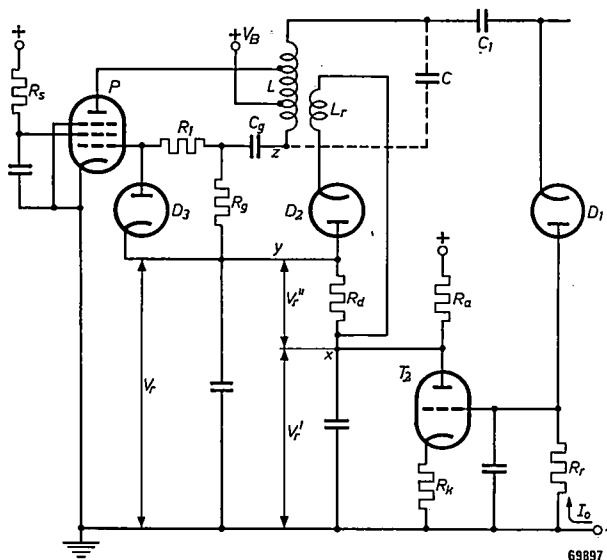 +
V_B
C_1
+
R_s
P
L
L_r
C
R_1
C_g
z
D_3
R_g
D_2
D_1
y
+
V_r"
R_d
R_a
x
V_r
T_2
V_r'
R_k
R_r
I_o
-
69897